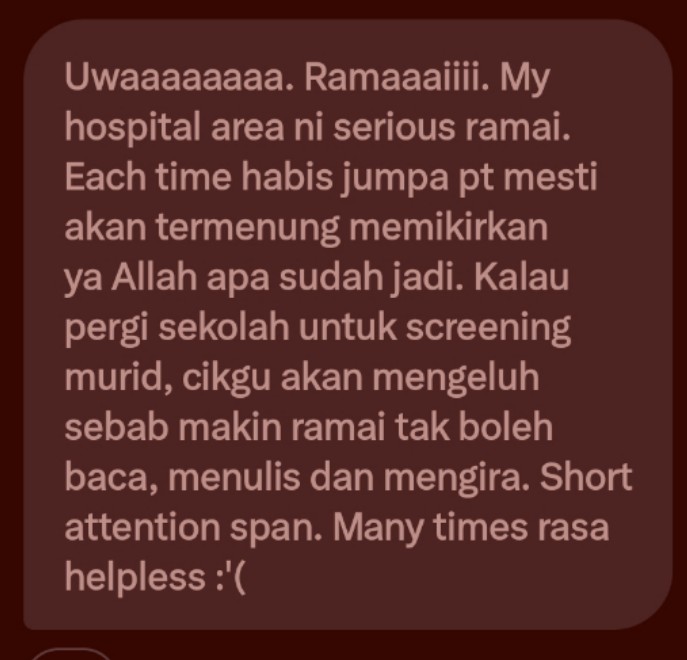 Uwaaaaaaaa. Ramaaaiiii. My
hospital area ni serious ramai.
Each time habis jumpa pt mesti
akan termenung memikirkan
ya Allah apa sudah jadi. Kalau
pergi sekolah untuk screening
murid, cikgu akan mengeluh
sebab makin ramai tak boleh
baca, menulis dan mengira. Short
attention span. Many times rasa
helpless :'(